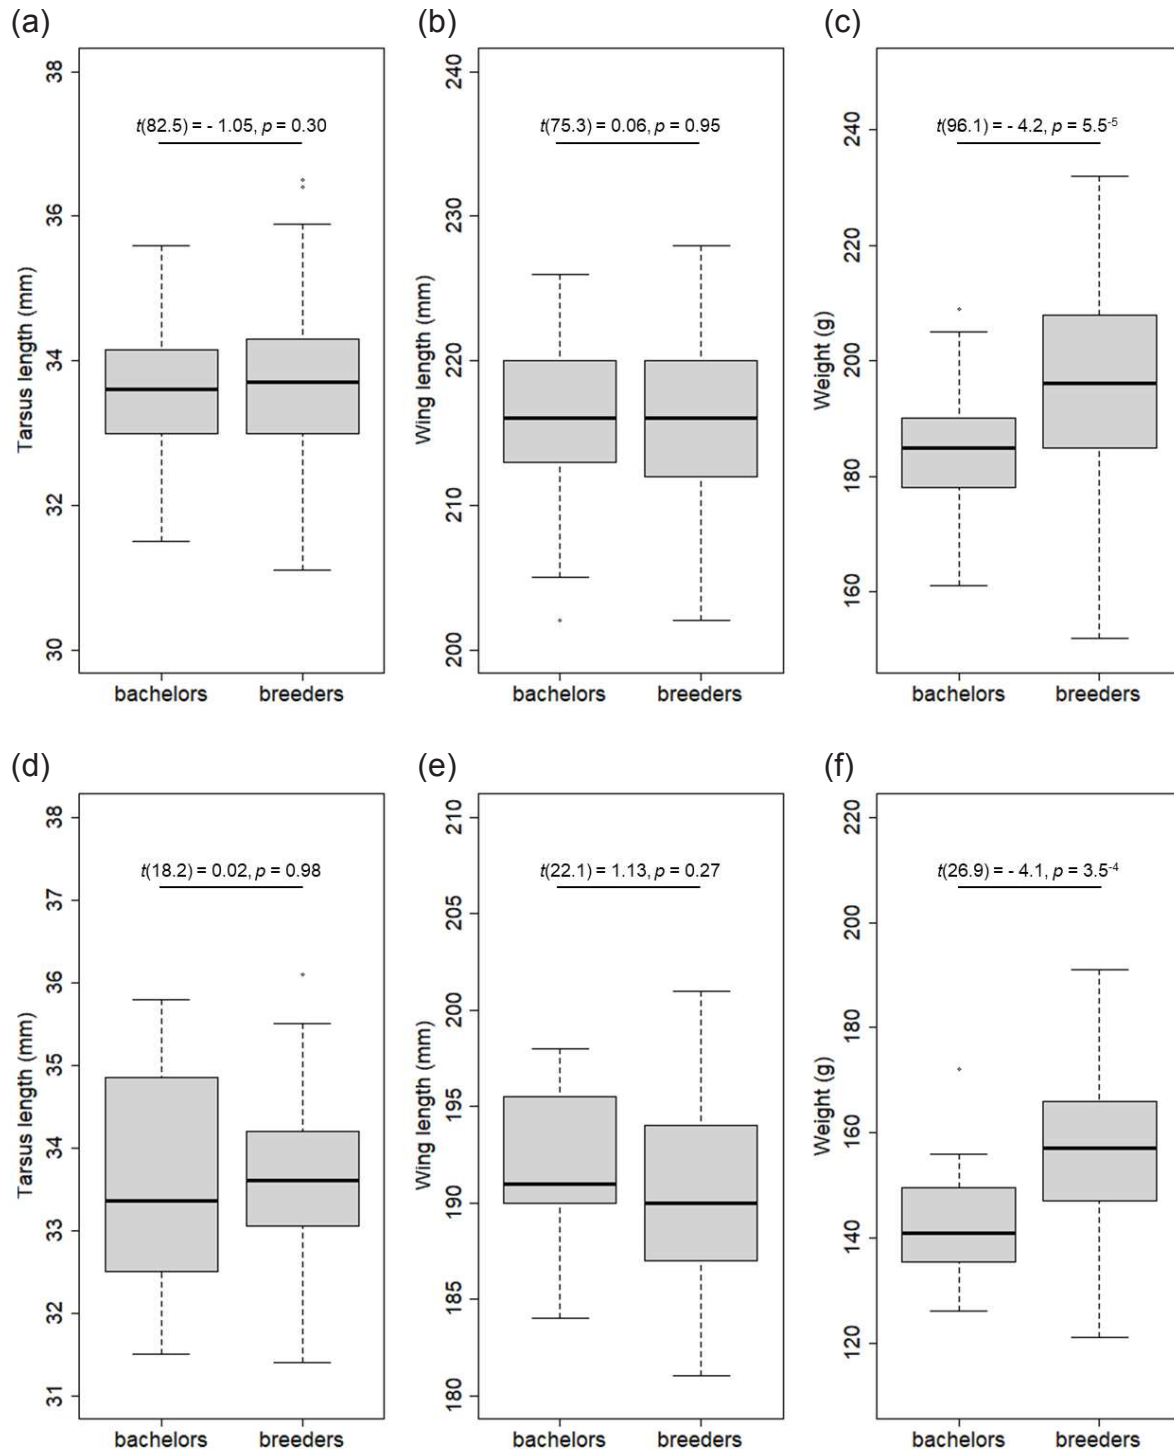 (a)
(b)
(c)
t(82.5) = - 1.05, p = 0.30
t(75.3) = 0.06, p = 0.95
t(96.1) = - 4.2, p = 5.5-5
Tarsus length (mm)
38
36
34
32
30
Wing length (mm)
240
230
220
210
200
Weight (g)
240
220
200
180
160
bachelors breeders
bachelors breeders
bachelors breeders
(d)
(e)
(f)
t(18.2) = 0.02, p = 0.98
t(22.1) = 1.13, p = 0.27
t(26.9) = - 4.1, p = 3.5-4
Tarsus length (mm)
38
37
36
35
34
33
32
31
Wing length (mm)
210
205
200
195
190
185
180
Weight (g)
220
200
180
160
140
120
bachelors breeders
bachelors breeders
bachelors breeders